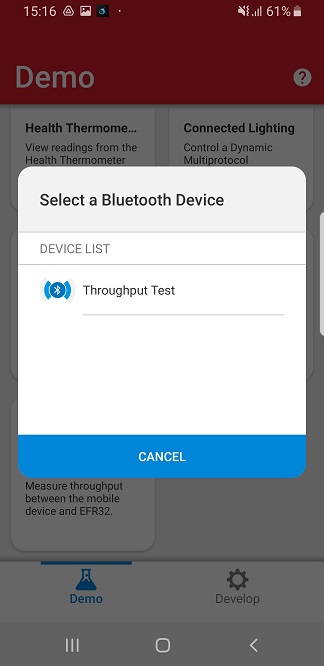 15:16 61%
Demo
Health Thermome... Connected Lighting
View readings from the Control a Dynamic
Health Thermometer Multiprotocol
Select a Bluetooth Device
DEVICE LIST
Throughput Test
CANCEL
Measure throughput
between the mobile
device and EFR32.
Demo Develop